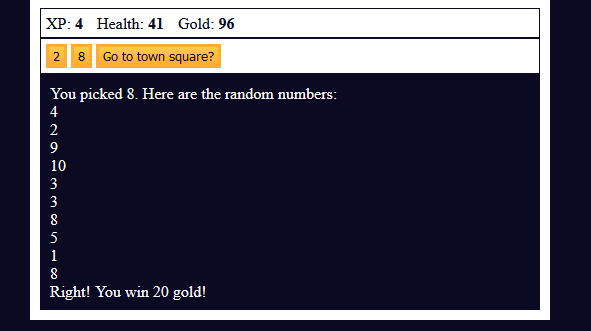 XP: 4 Health: 41 Gold: 96
2 8 Go to town square?
You picked 8. Here are the random numbers:
4
2
9
10
3
3
8
5
1
8
Right! You win 20 gold!